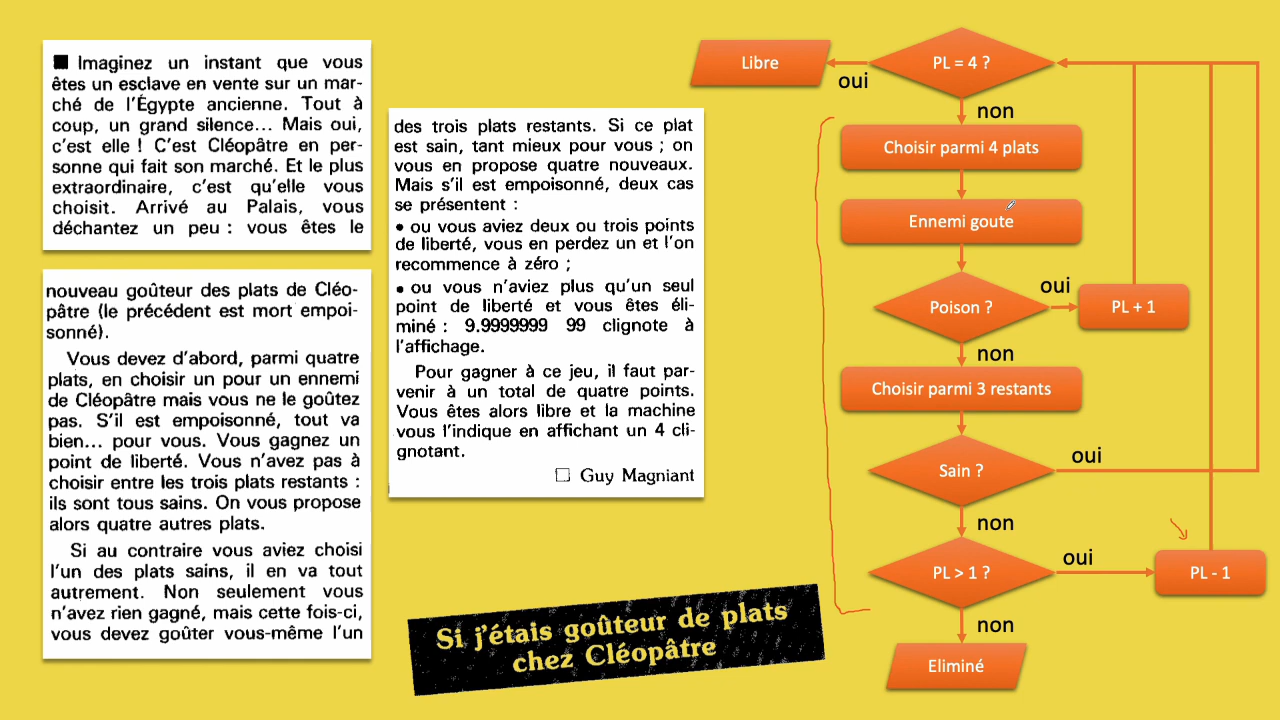 ■ Imaginez un instant que vous
êtes un esclave en vente sur un mar-
ché de l'Égypte ancienne. Tout à
coup, un grand silence... Mais oui,
c'est elle ! C'est Cléopâtre en per-
sonne qui fait son marché. Et le plus
extraordinaire, c'est qu'elle vous
choisit. Arrivé au Palais, vous
déchantez un peu : vous êtes le
nouveau goûteur des plats de Cléo-
pâtre (le précédent est mort empoi-
sonné).
Vous devez d'abord, parmi quatre
plats, en choisir un pour un ennemi
de Cléopâtre mais vous ne le goûtez
pas. S'il est empoisonné, tout va
bien... pour vous. Vous gagnez un
point de liberté. Vous n'avez pas à
choisir entre les trois plats restants :
ils sont tous sains. On vous propose
alors quatre autres plats.
Si au contraire vous aviez choisi
l'un des plats sains, il en va tout
autrement. Non seulement vous
n'avez rien gagné, mais cette fois-ci,
vous devez goûter vous-même l'un
des trois plats restants. Si ce plat
est sain, tant mieux pour vous ; on
vous en propose quatre nouveaux.
Mais s'il est empoisonné, deux cas
se présentent :
• ou vous aviez deux ou trois points
de liberté, vous en perdez un et l'on
recommence à zéro ;
• ou vous n'aviez plus qu'un seul
point de liberté et vous êtes éli-
miné : 9.9999999 99 clignote à
l'affichage.
Pour gagner à ce jeu, il faut par-
venir à un total de quatre points.
Vous êtes alors libre et la machine
vous l'indique en affichant un 4 cli-
gnotant.
□ Guy Magniant
Si j'étais goûteur de plats
chez Cléopâtre
Libre
oui
PL = 4 ?
non
Choisir parmi 4 plats
Ennemi goute
Poison ?
oui
PL + 1
non
Choisir parmi 3 restants
Sain ?
oui
non
PL > 1 ?
oui
PL - 1
non
Eliminé